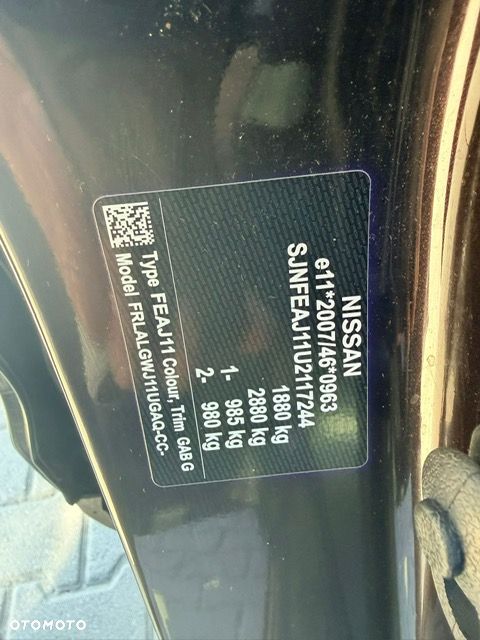 NISSAN
e11*2007/46*0963
SJNFEAJ11U2117244
1880 kg
2880 kg
1- 985 kg
2- 980 kg
Type FEAJ11 Colour, Trim GAB G
Model FRLALGWJ11UGAQ-CC-
OTOMOTO